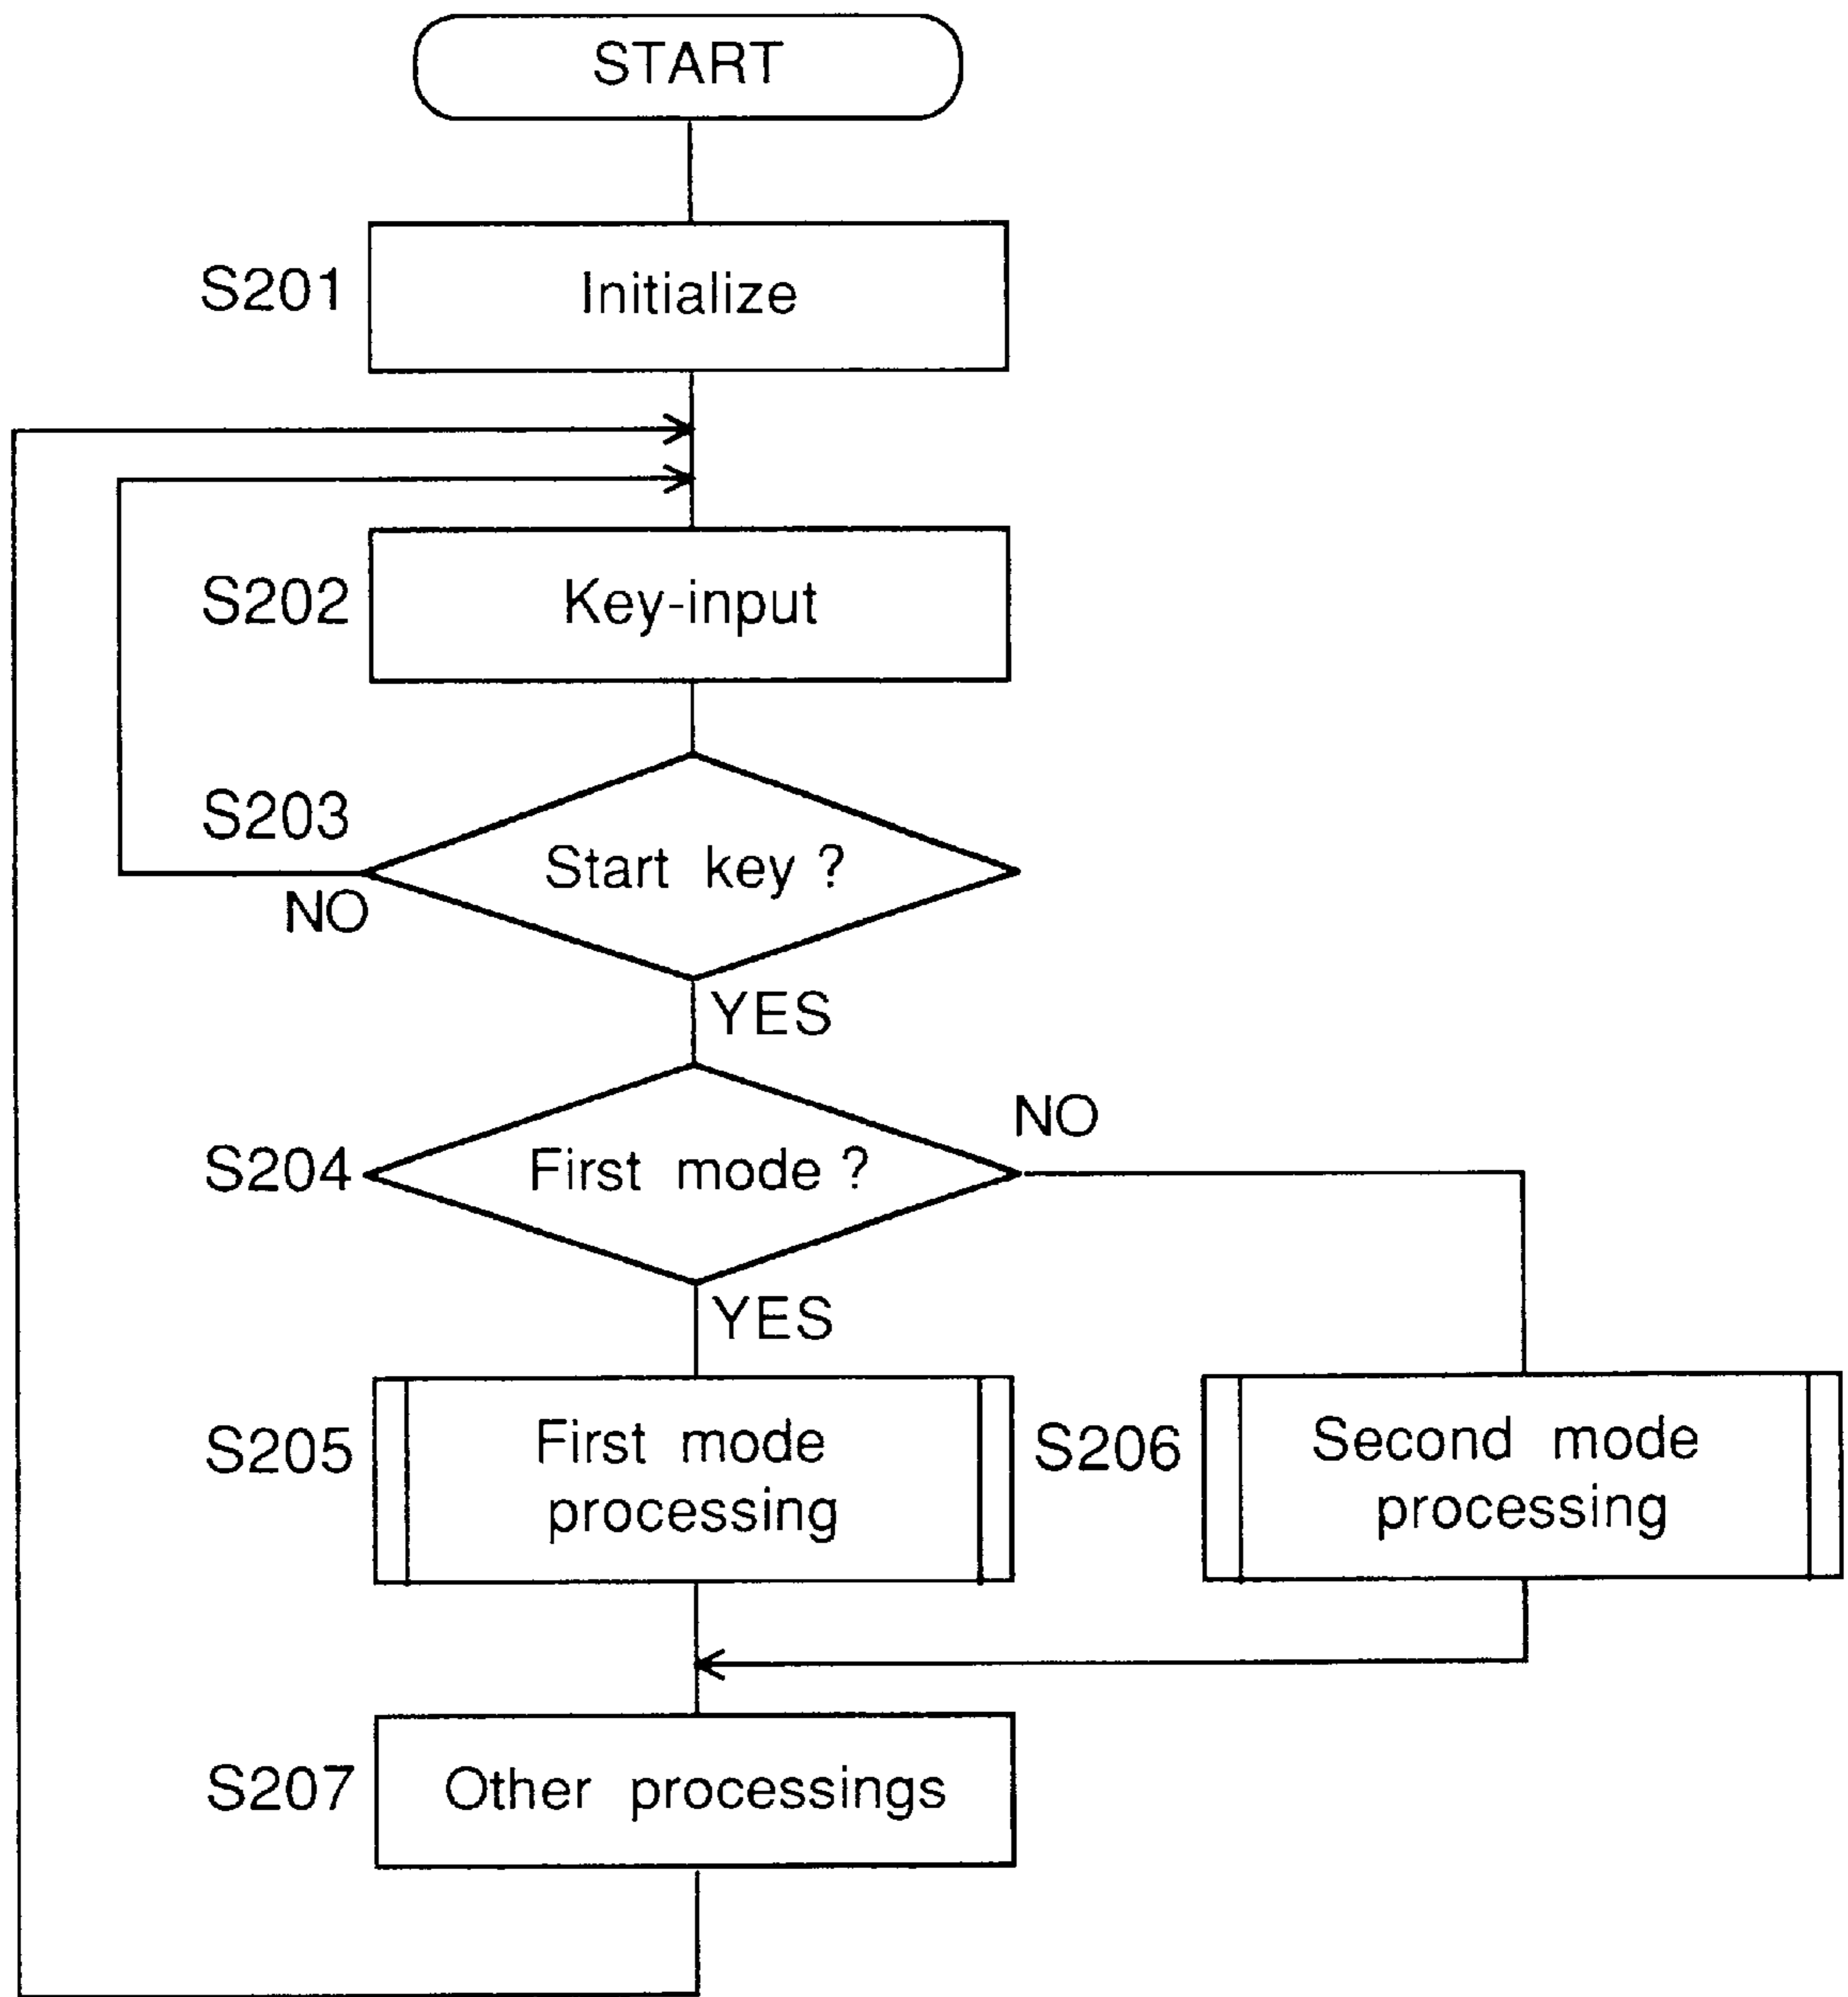 START
S201
Initialize
S202
Key-input
S203
Start key ?
NO
YES
NO
S204
First mode ?
YES
S205
First mode
processing
S206
Second mode
processing
S207
Other processings